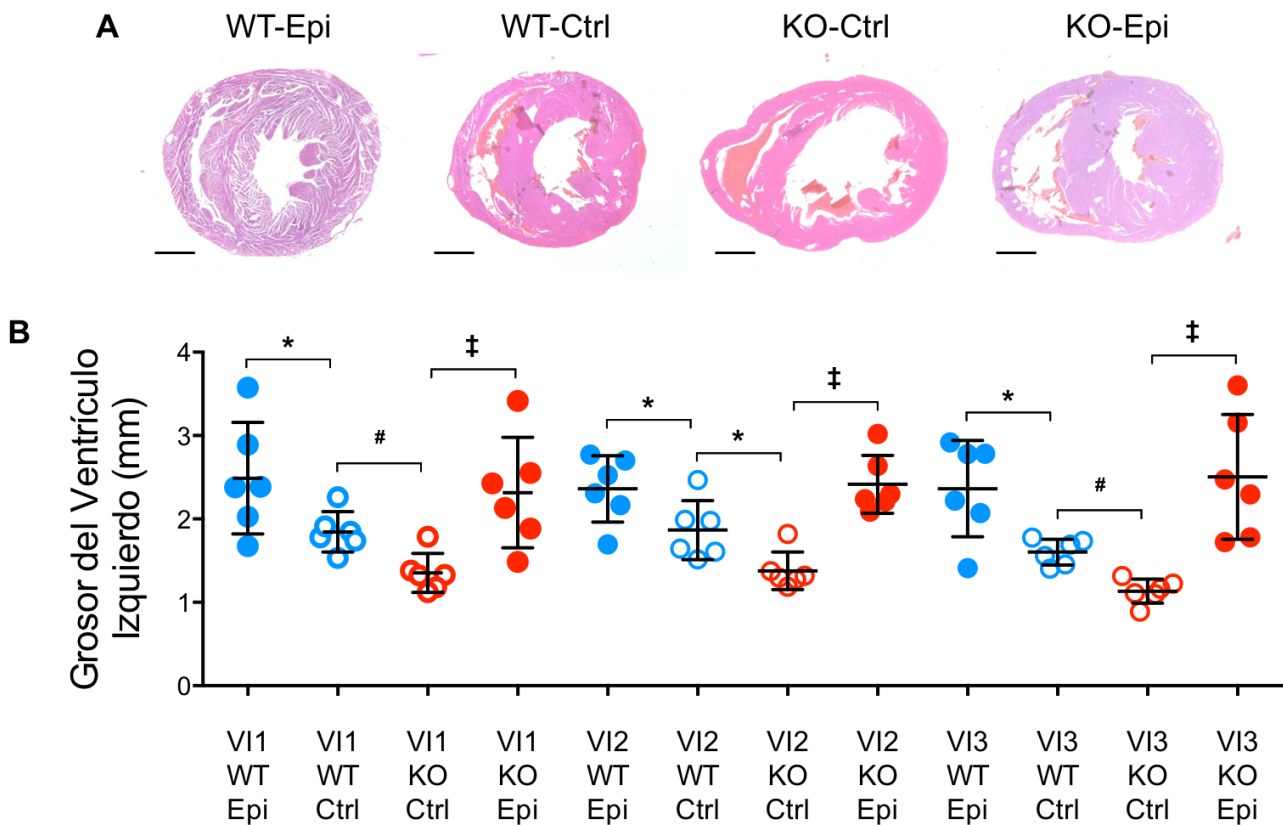 A
WT-Epi
WT-Ctrl
KO-Ctrl
KO-Epi
B
Grosor del Ventrículo
Izquierdo (mm)
4
3
2
1
0
*
#
‡
*
*
‡
*
#
‡
VI1
WT
Epi
VI1
WT
Ctrl
VI1
KO
Ctrl
VI1
KO
Epi
VI2
WT
Epi
VI2
WT
Ctrl
VI2
KO
Ctrl
VI2
KO
Epi
VI3
WT
Epi
VI3
WT
Ctrl
VI3
KO
Ctrl
VI3
KO
Epi